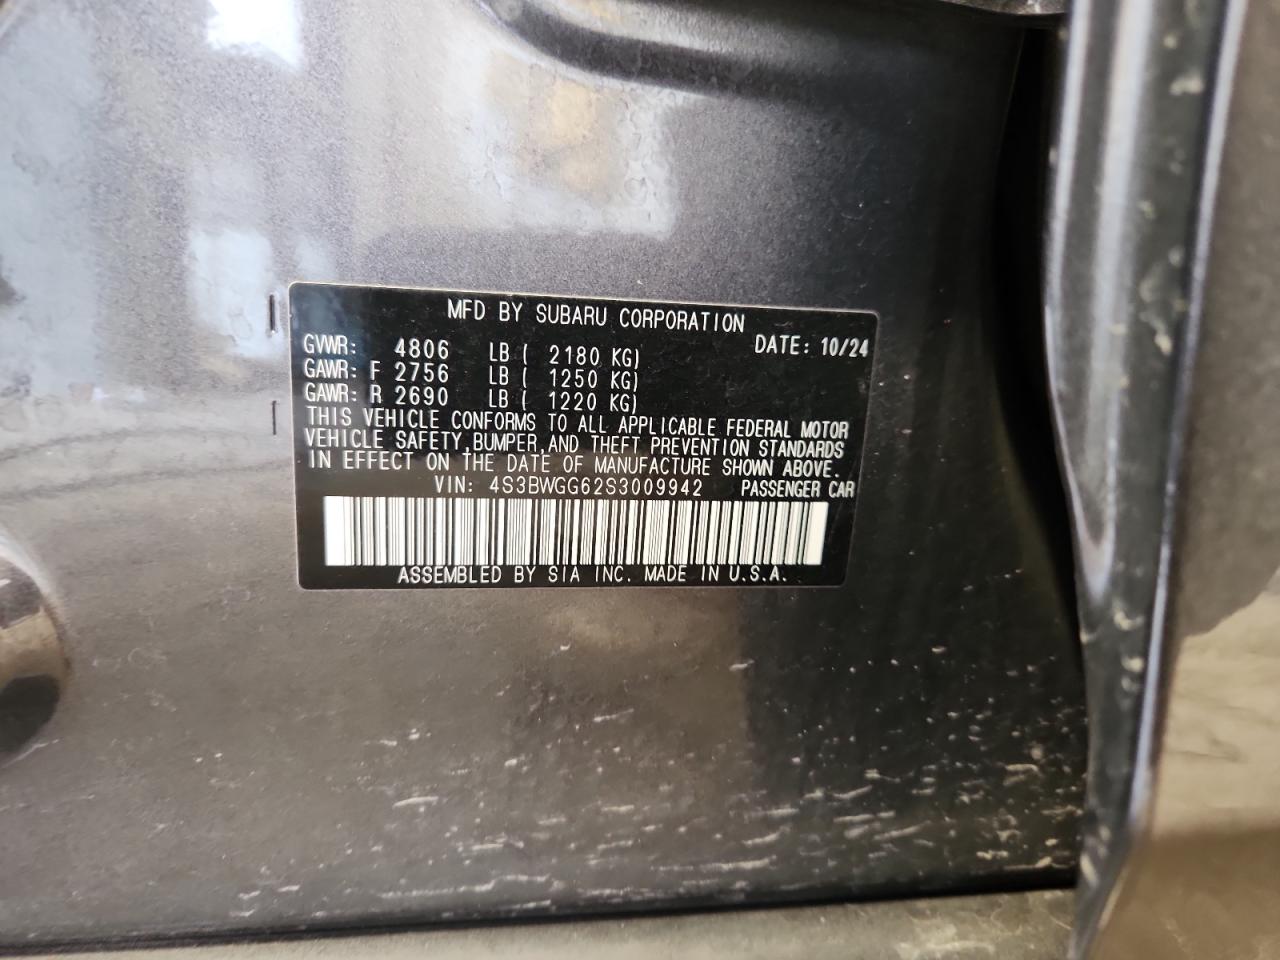 MFD BY SUBARU CORPORATION
DATE: 10/24
GVWR: 4806 LB ( 2180 KG)
GAWR: F 2756 LB ( 1250 KG)
GAWR: R 2690 LB ( 1220 KG)
THIS VEHICLE CONFORMS TO ALL APPLICABLE FEDERAL MOTOR
VEHICLE SAFETY, BUMPER, AND THEFT PREVENTION STANDARDS
IN EFFECT ON THE DATE OF MANUFACTURE SHOWN ABOVE.
VIN: 4S3BWGG62S3009942 PASSENGER CAR
ASSEMBLED BY SIA INC. MADE IN U.S.A.